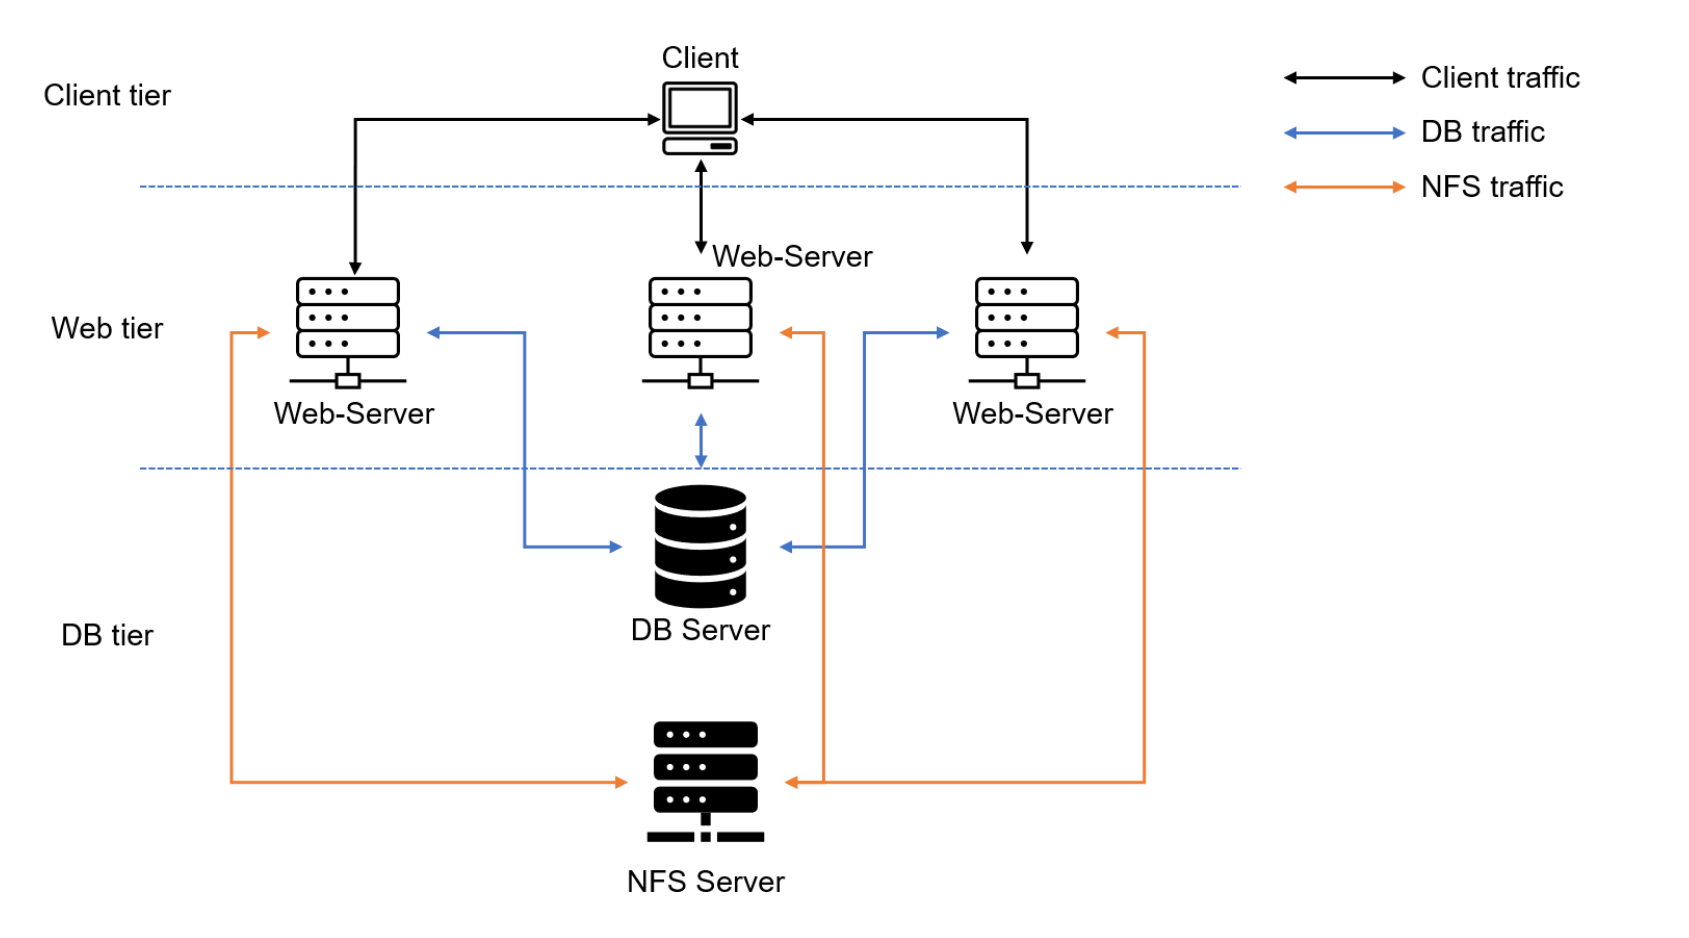 Client
Client tier
Client traffic
DB traffic
NFS traffic
Web-Server
Web tier
Web-Server
Web-Server
DB Server
DB tier
NFS Server